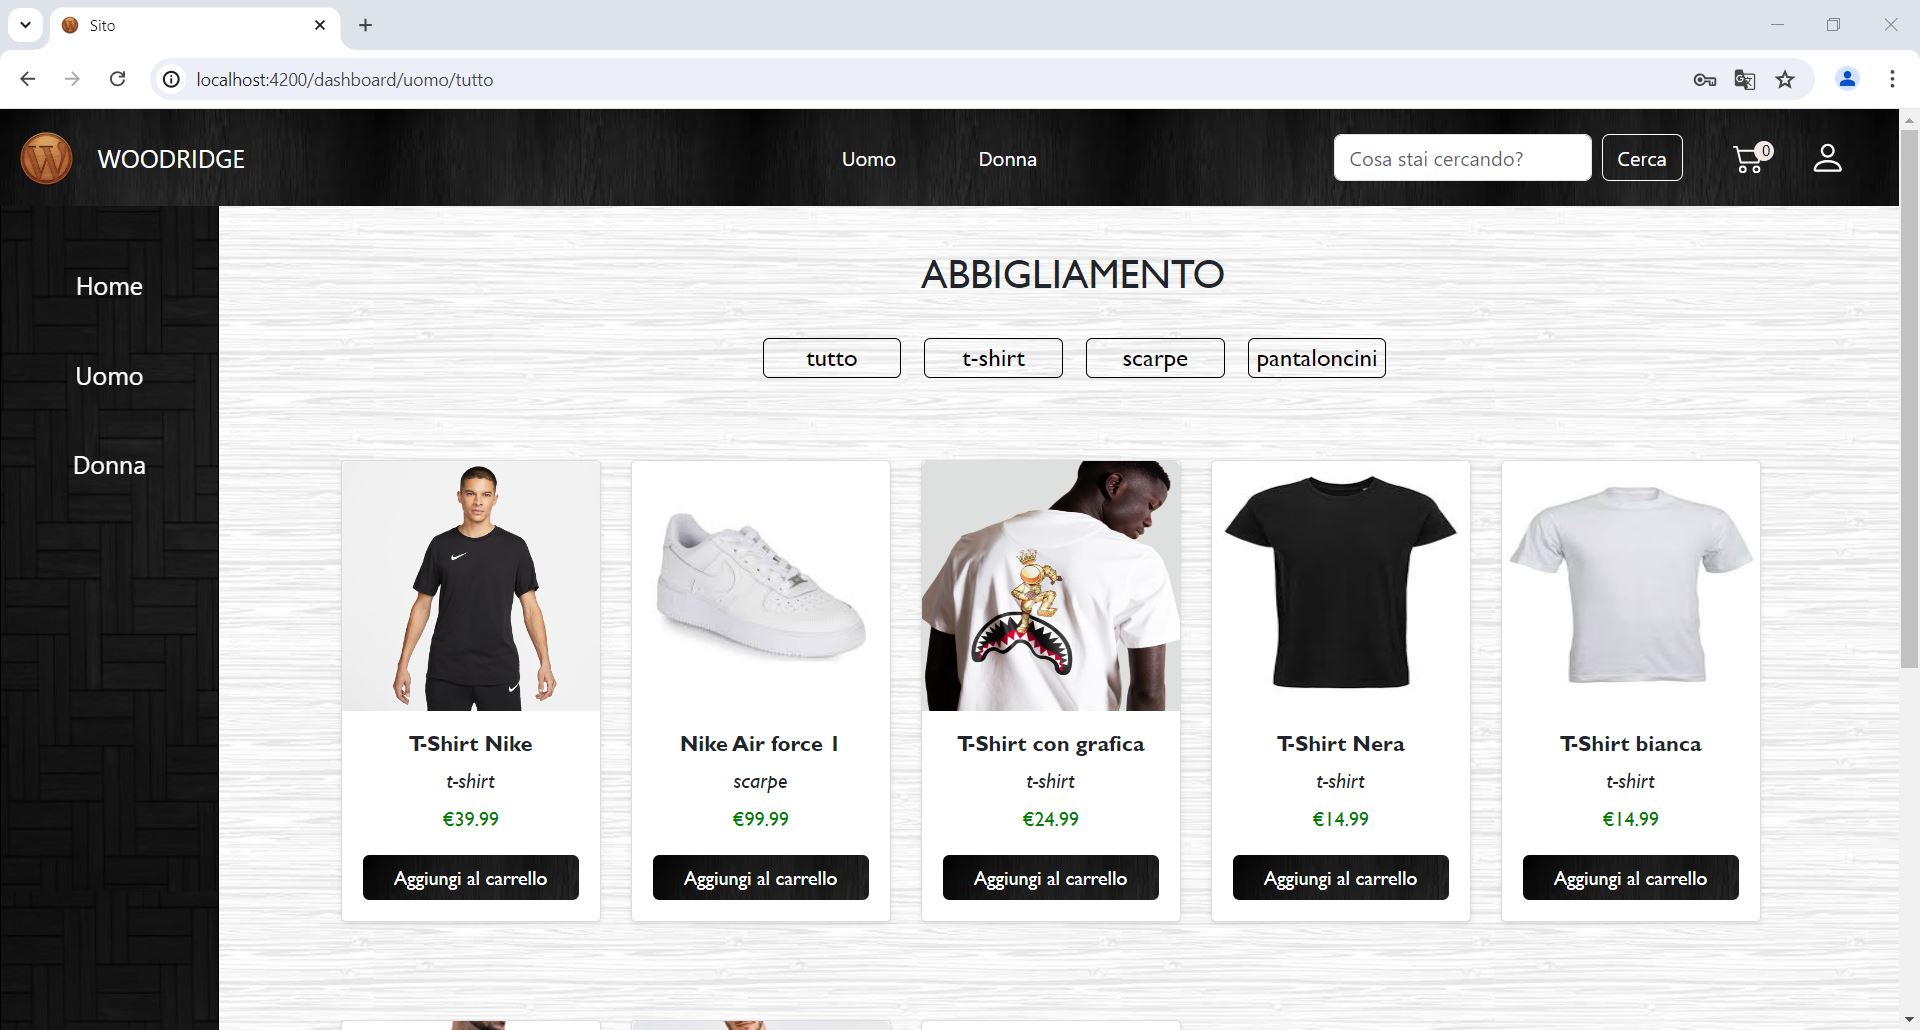 Sito
localhost:4200/dashboard/uomo/tutto
W WOODRIDGE
Uomo
Donna
Cosa stai cercando?
Cerca
0
Home
Uomo
Donna
ABBIGLIAMENTO
tutto
t-shirt
scarpe
pantaloncini
T-Shirt Nike
t-shirt
€39.99
Aggiungi al carrello
Nike Air force 1
scarpe
€99.99
Aggiungi al carrello
T-Shirt con grafica
t-shirt
€24.99
Aggiungi al carrello
T-Shirt Nera
t-shirt
€14.99
Aggiungi al carrello
T-Shirt bianca
t-shirt
€14.99
Aggiungi al carrello